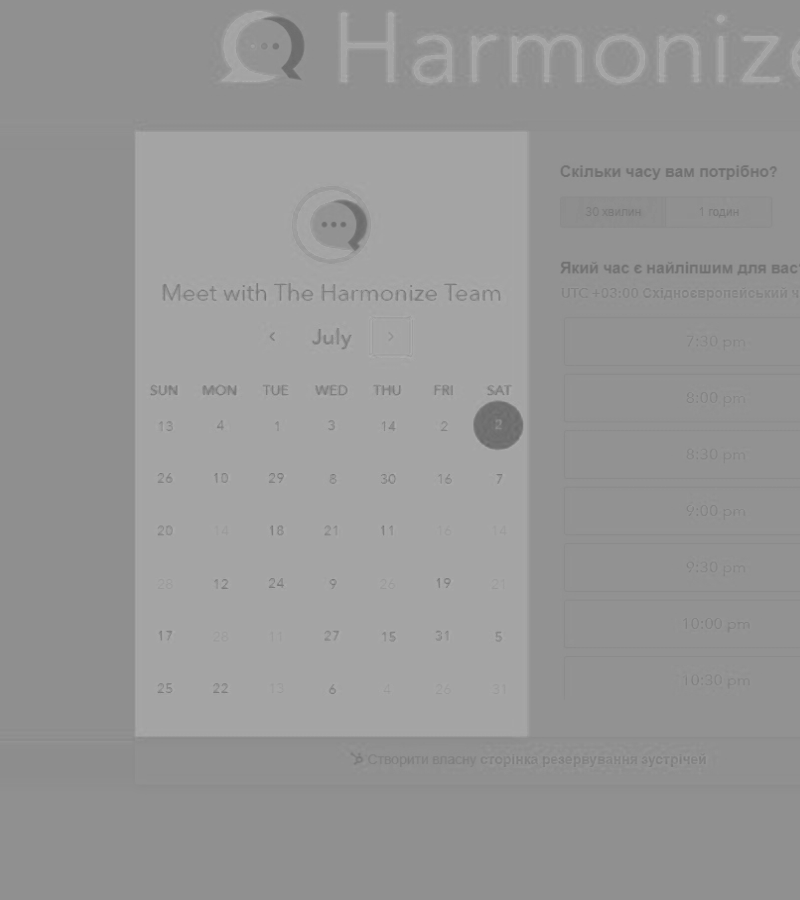 Harmonize
Meet with The Harmonize Team
July
SUN MON TUE WED THU FRI SAT
13 4 1 3 14 2 2
26 10 29 8 30 16 7
20 14 18 21 11 16 14
28 12 24 9 26 19 21
17 26 11 27 15 31 5
25 22 13 6 4 26 31
Скільки часу вам потрібно?
30 хвилин 1 годин
Який час є найліпшим для вас
UTC +03:00 Східноєвропейський ч
7:30 pm
8:00 pm
8:30 pm
9:00 pm
9:30 pm
10:00 pm
10:30 pm
Створити власну сторінка резервування зустрічей